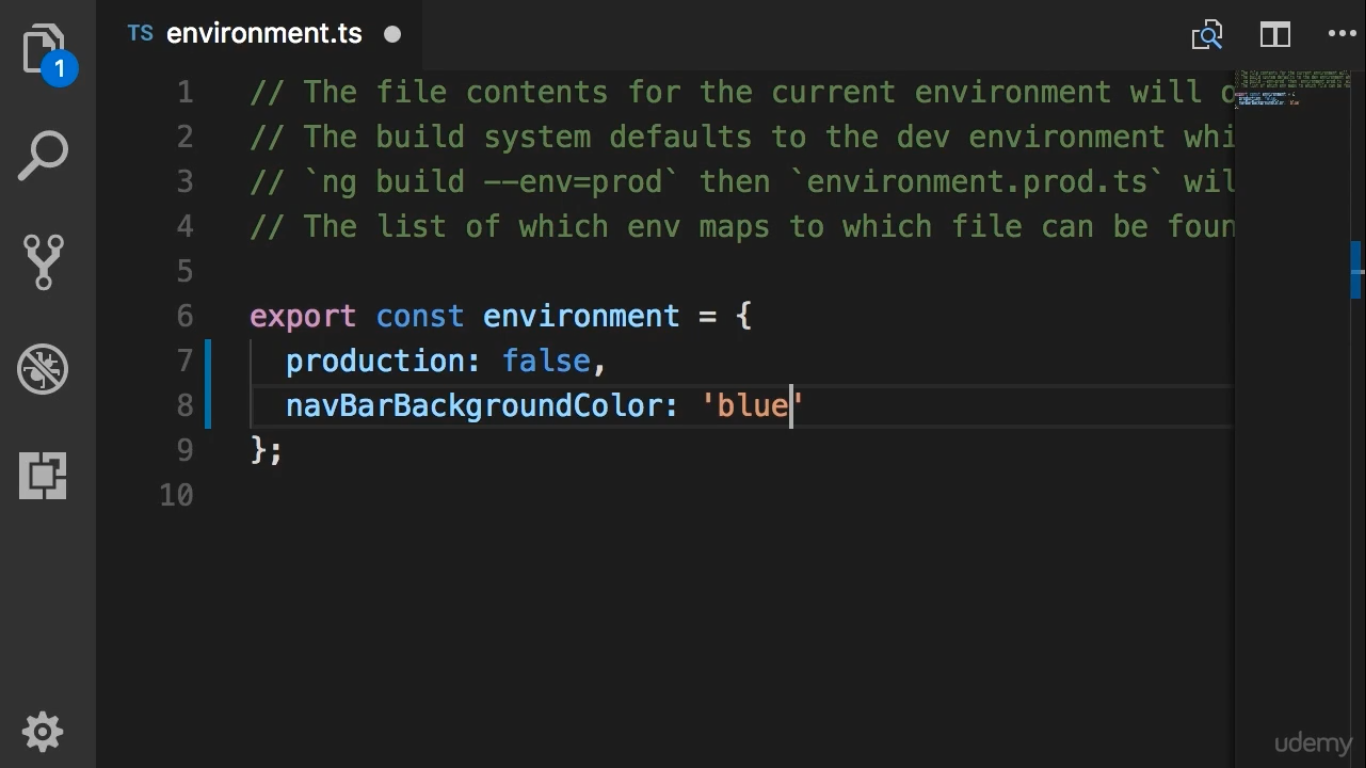 TS environment.ts
1
1 // The file contents for the current environment will
2 // The build system defaults to the dev environment whi
3 // `ng build --env=prod` then `environment.prod.ts` wil
4 // The list of which env maps to which file can be foun
5
6 export const environment = {
7 production: false,
8 navBarBackgroundColor: 'blue'
9 };
10
udemy